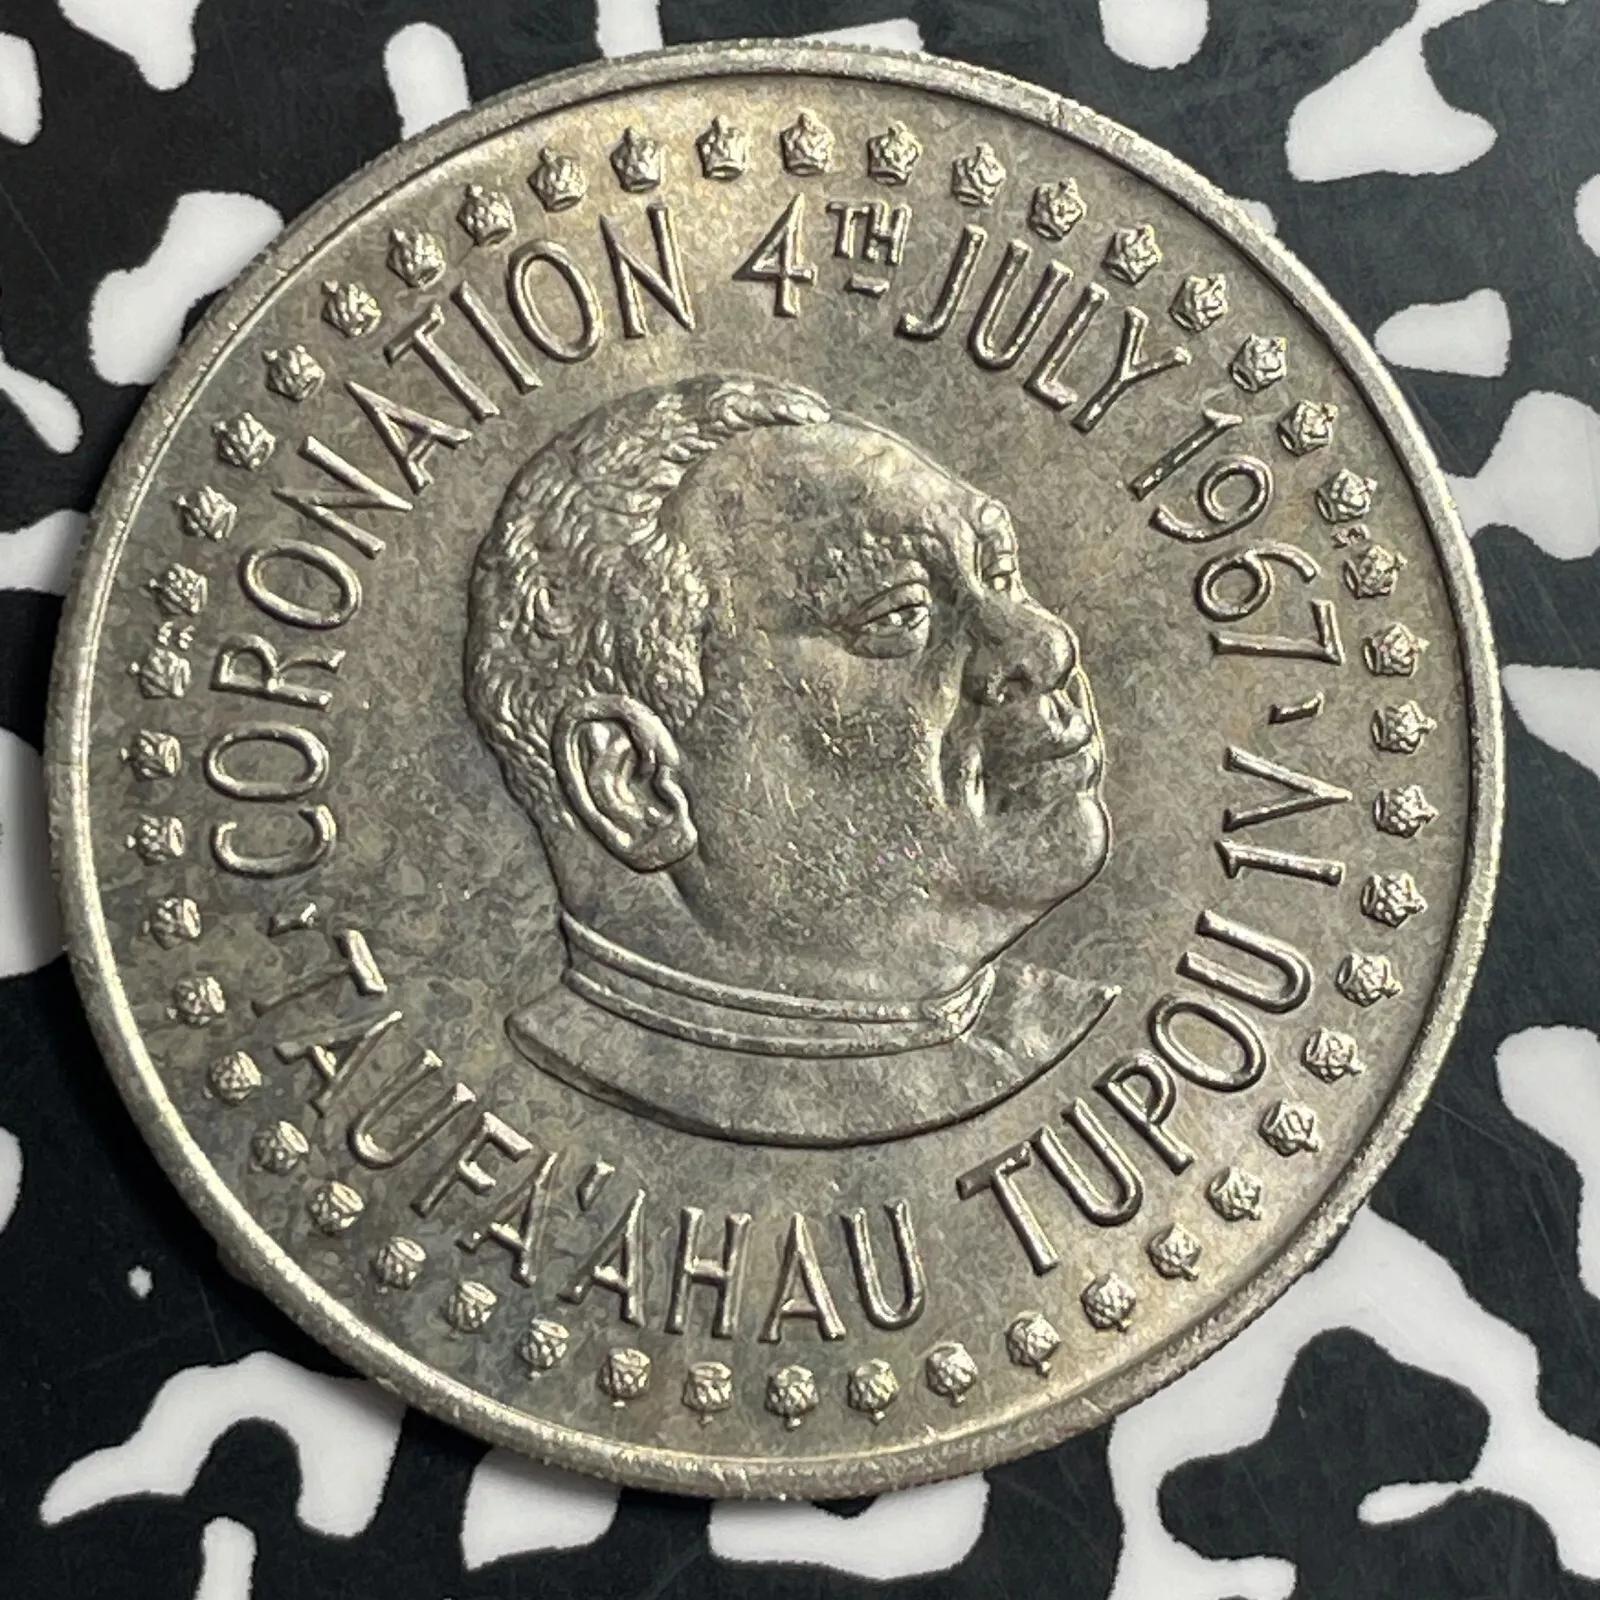 CORONATION 4TH JULY 1967
TAUFA'AHAU TUPOU IV